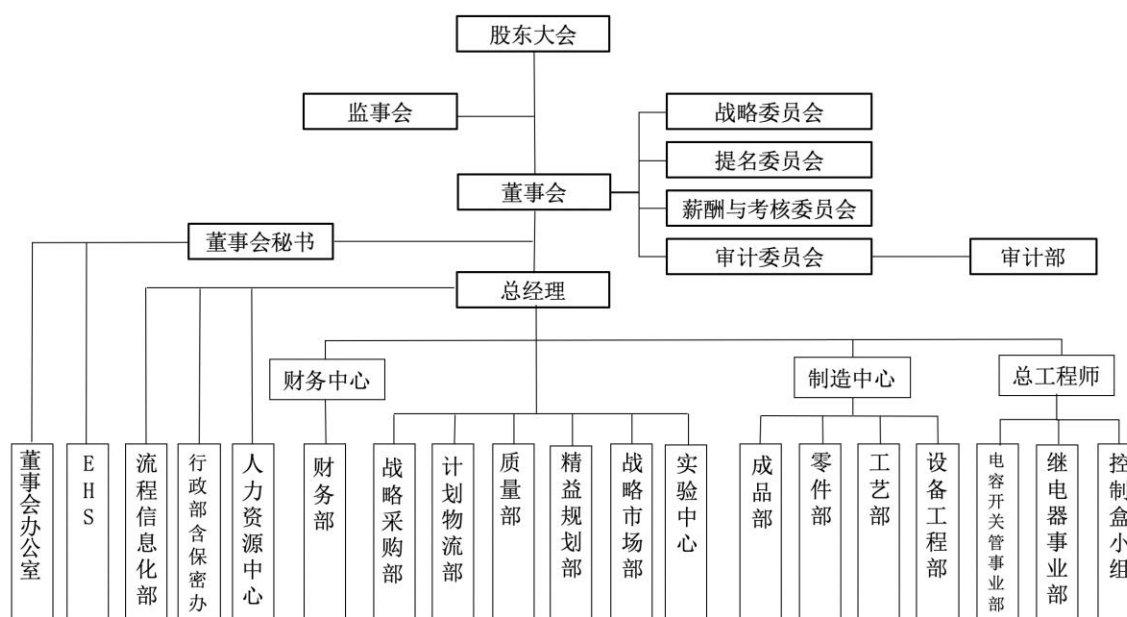 股东大会
监事会
战略委员会
提名委员会
董事会
薪酬与考核委员会
董事会秘书
审计委员会
审计部
总经理
财务中心
制造中心
总工程师
董事会办公室
EHS
流程信息化部
行政部含保密办
人力资源中心
财务部
战略采购部
计划物流部
质量部
精益规划部
战略市场部
实验中心
成品部
零件部
工艺部
设备工程部
电容开关管事业部
继电器事业部
控制盒小组